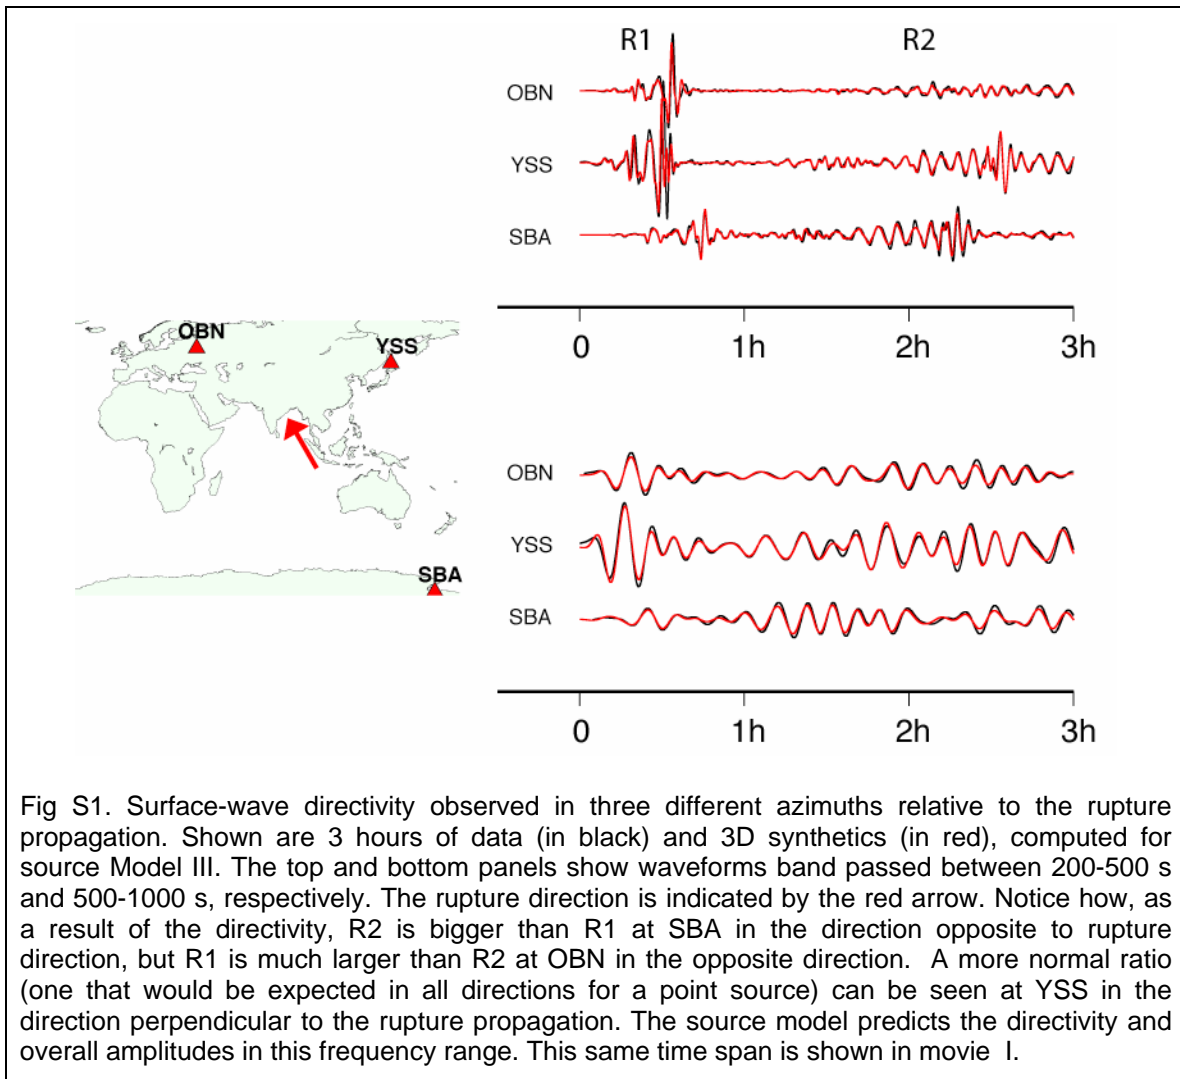 R1 R2
OBN
YSS
SBA
0 1h 2h 3h
OBN
YSS
SBA
OBN
YSS
SBA
0 1h 2h 3h
Fig S1. Surface-wave directivity observed in three different azimuths relative to the rupture
propagation. Shown are 3 hours of data (in black) and 3D synthetics (in red), computed for
source Model III. The top and bottom panels show waveforms band passed between 200-500 s
and 500-1000 s, respectively. The rupture direction is indicated by the red arrow. Notice how, as
a result of the directivity, R2 is bigger than R1 at SBA in the direction opposite to rupture
direction, but R1 is much larger than R2 at OBN in the opposite direction. A more normal ratio
(one that would be expected in all directions for a point source) can be seen at YSS in the
direction perpendicular to the rupture propagation. The source model predicts the directivity and
overall amplitudes in this frequency range. This same time span is shown in movie I.